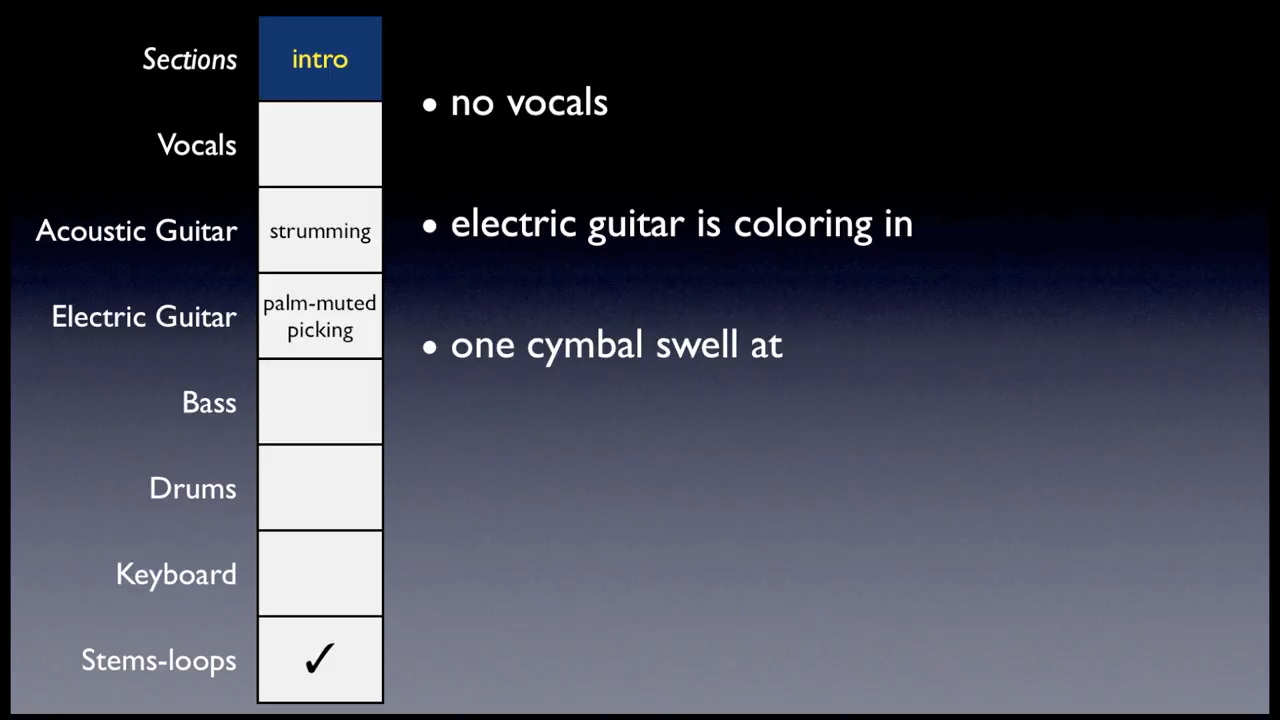 Sections
intro
Vocals
Acoustic Guitar
strumming
Electric Guitar
palm-muted
picking
Bass
Drums
Keyboard
Stems-loops
✓
• no vocals
• electric guitar is coloring in
• one cymbal swell at